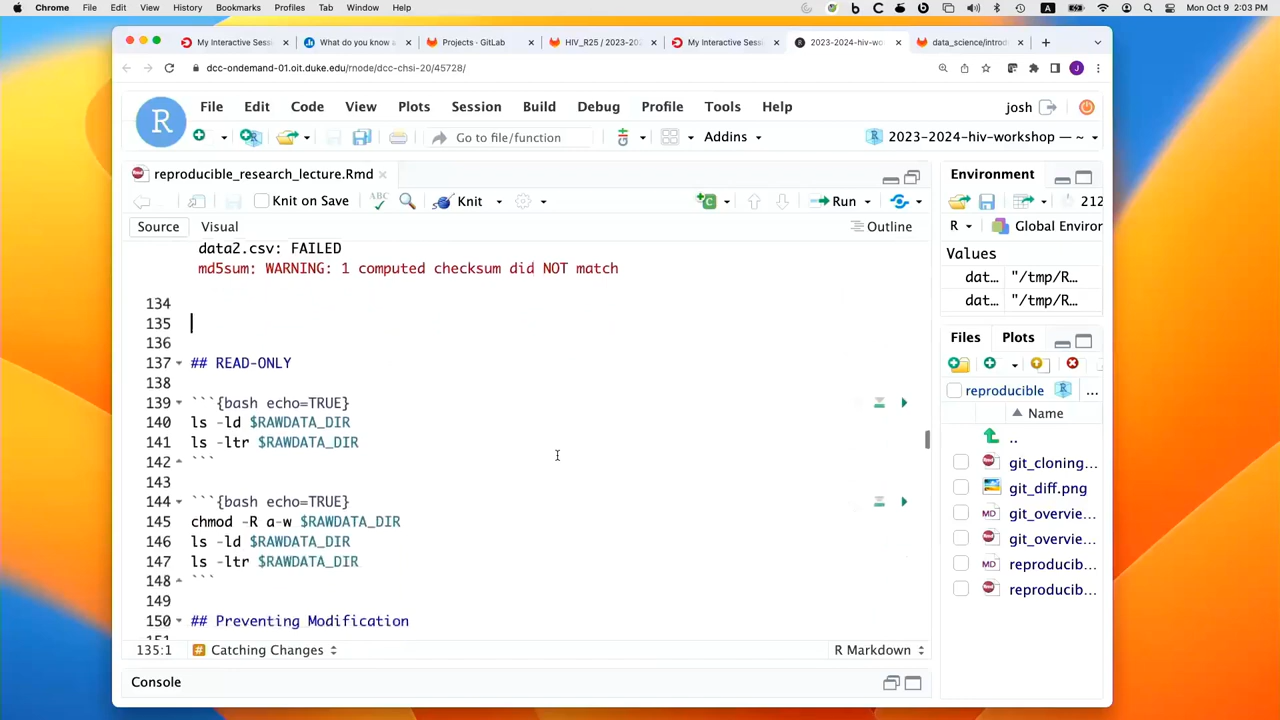 Chrome File Edit View History Bookmarks Profiles Tab Window Help A Mon Oct 9 2:03 PM
My Interactive Sess What do you know a Projects · GitLab HIV_R25 / 2023-202 My Interactive Sess 2023-2024-hiv-wo data_science/introd
dcc-ondemand-01.oit.duke.edu/rnode/dcc-chsi-20/45728/ J
R File Edit Code View Plots Session Build Debug Profile Tools Help josh
Go to file/function Addins 2023-2024-hiv-workshop — ~
reproducible_research_lecture.Rmd
Knit on Save ABC Knit Run
Source Visual Outline
data2.csv: FAILED
md5sum: WARNING: 1 computed checksum did NOT match
134
135
136
137 ## READ-ONLY
138
139 ```{bash echo=TRUE}
140 ls -ld $RAWDATA_DIR
141 ls -ltr $RAWDATA_DIR
142 ```
143
144 ```{bash echo=TRUE}
145 chmod -R a-w $RAWDATA_DIR
146 ls -ld $RAWDATA_DIR
147 ls -ltr $RAWDATA_DIR
148 ```
149
150 ## Preventing Modification
151
135:1 # Catching Changes R Markdown
Console
Environment
212
R Global Enviror
Values
dat… "/tmp/R…
dat… "/tmp/R…
Files Plots
reproducible …
Name
..
git_cloning…
git_diff.png
MD git_overvie…
git_overvie…
MD reproducib…
reproducib…